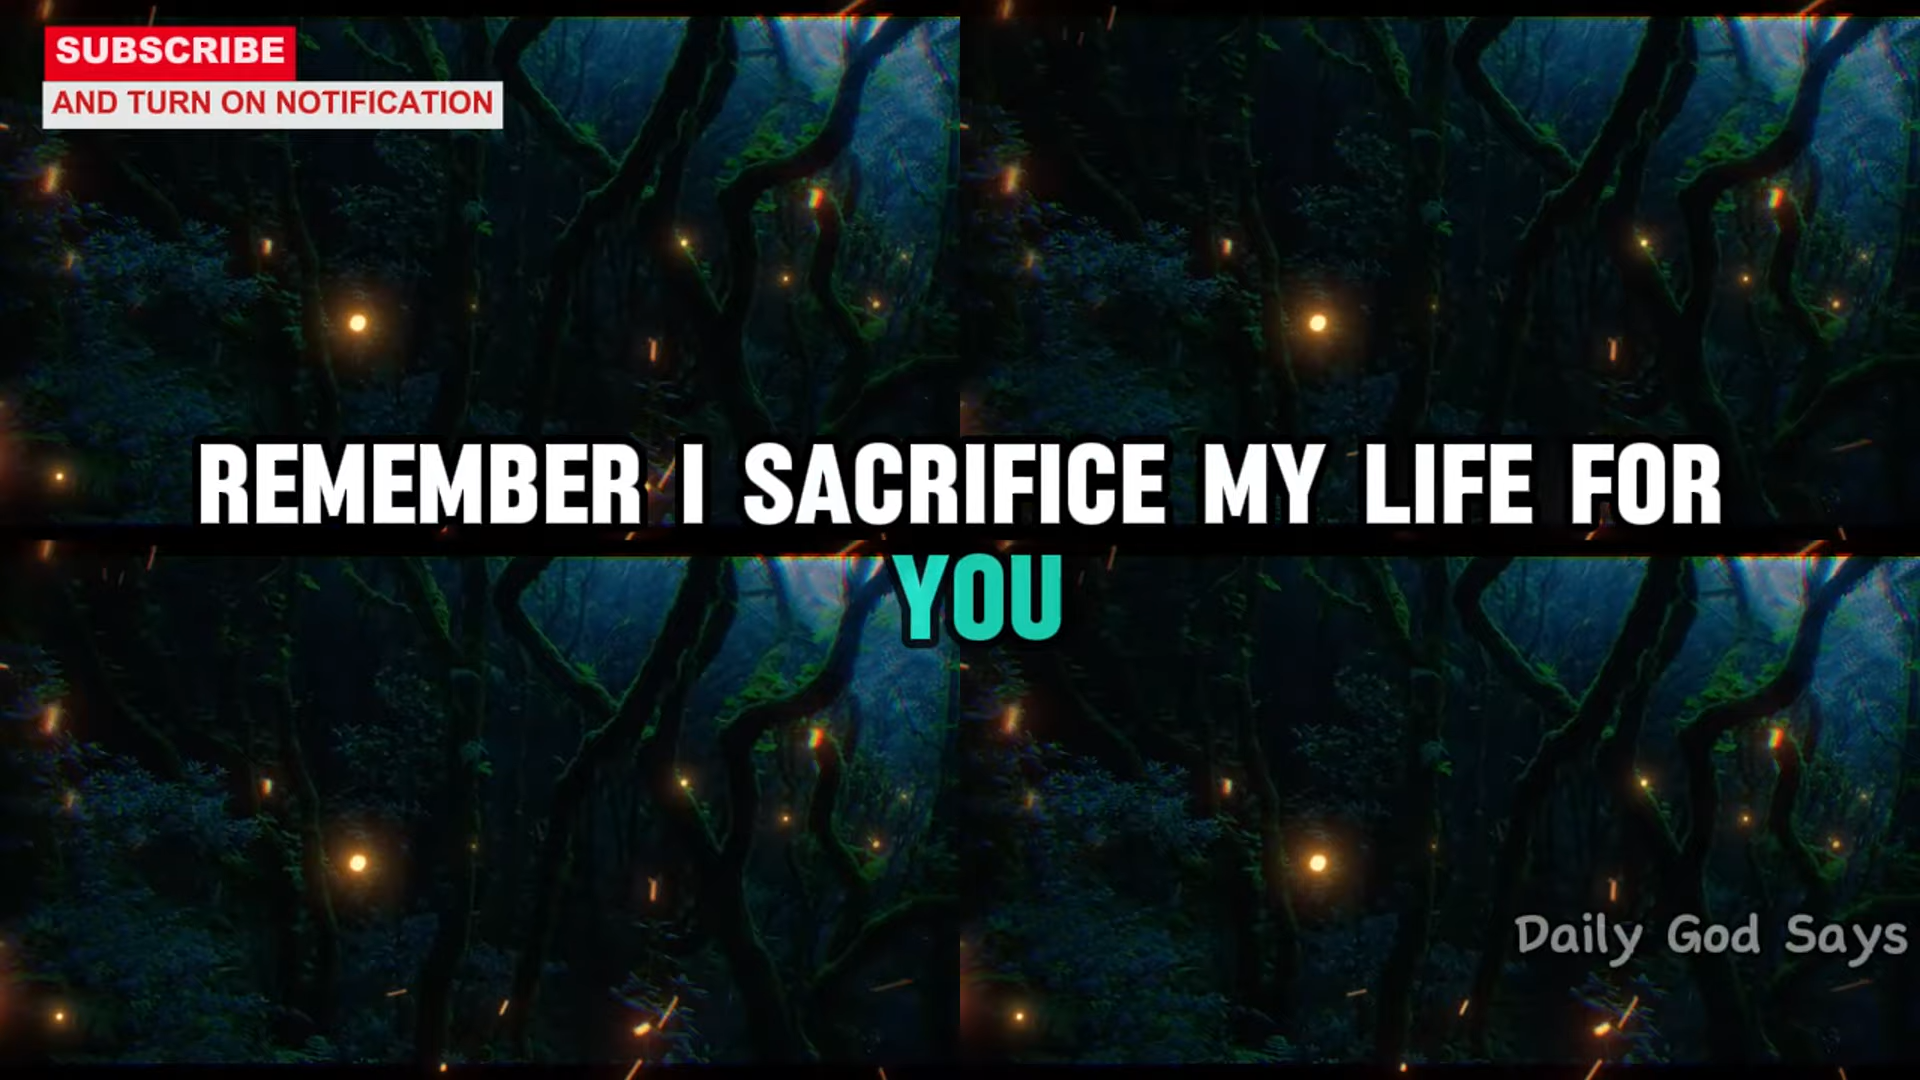 SUBSCRIBE
AND TURN ON NOTIFICATION
REMEMBER I SACRIFICE MY LIFE FOR
YOU
Daily God Says